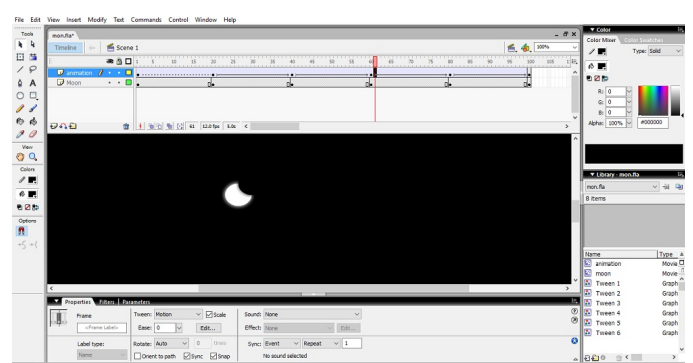 File Edit View Insert Modify Text Commands Control Window Help
Tools
mon.fla*
Timeline Scene 1 100%
1 5 10 15 20 25 30 35 40 45 50 55 60 65 70 75 80 85 90 95 100 105
animation
Moon
61 12.0 fps 5.0s
View
Colors
Options
Color
Color Mixer Color Swatches
Type: Solid
R: 0
G: 0
B: 0
Alpha: 100% #000000
Library - mon.fla
mon.fla
8 items
Name Type
animation Movie
moon Movie
Tween 1 Graph
Tween 2 Graph
Tween 3 Graph
Tween 4 Graph
Tween 5 Graph
Tween 6 Graph
Properties Filters Parameters
Frame Tween: Motion Scale Sound: None
<Frame Label> Ease: 0 Edit... Effect: None Edit...
Label type: Rotate: Auto 0 times Sync: Event Repeat 1
Name Orient to path Sync Snap No sound selected